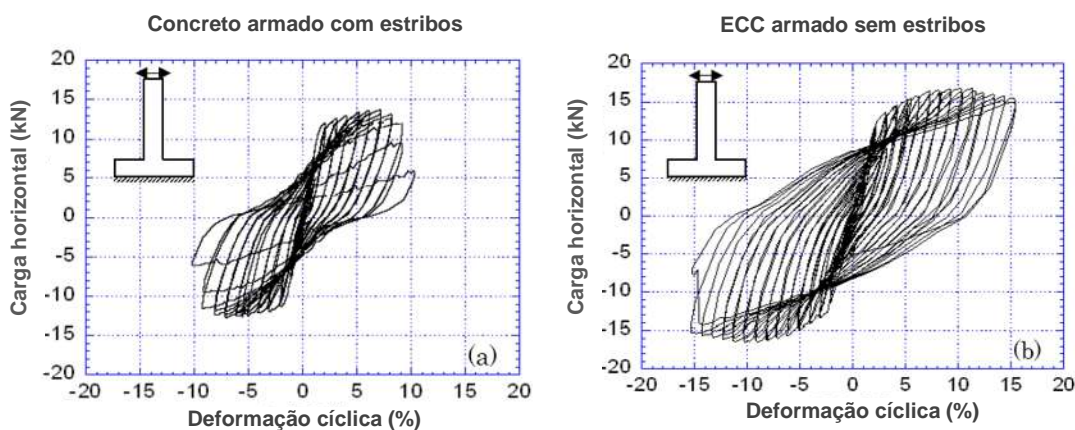 Concreto armado com estribos
20
15
10
5
0
-5
-10
-15
-20
Carga horizontal (kN)
(a)
-20 -15 -10 -5 0 5 10 15 20
Deformação cíclica (%)
ECC armado sem estribos
20
15
10
5
0
-5
-10
-15
-20
Carga horizontal (kN)
(b)
-20 -15 -10 -5 0 5 10 15 20
Deformação cíclica (%)